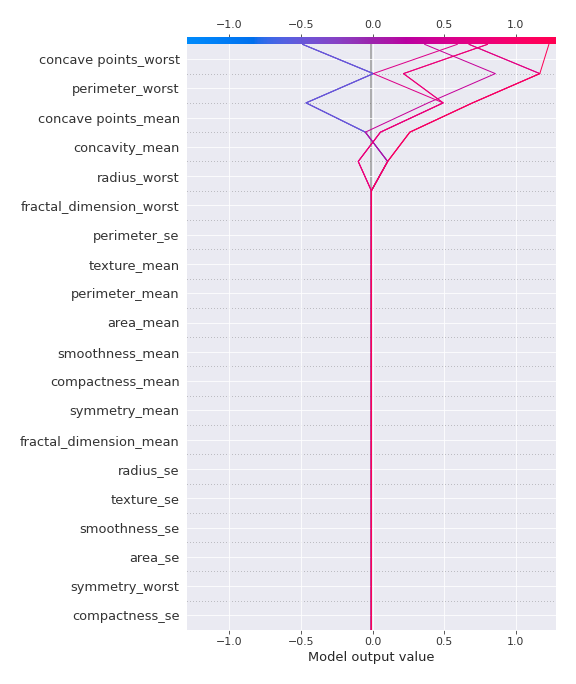 −1.0 −0.5 0.0 0.5 1.0
concave points_worst
perimeter_worst
concave points_mean
concavity_mean
radius_worst
fractal_dimension_worst
perimeter_se
texture_mean
perimeter_mean
area_mean
smoothness_mean
compactness_mean
symmetry_mean
fractal_dimension_mean
radius_se
texture_se
smoothness_se
area_se
symmetry_worst
compactness_se
−1.0 −0.5 0.0 0.5 1.0
Model output value